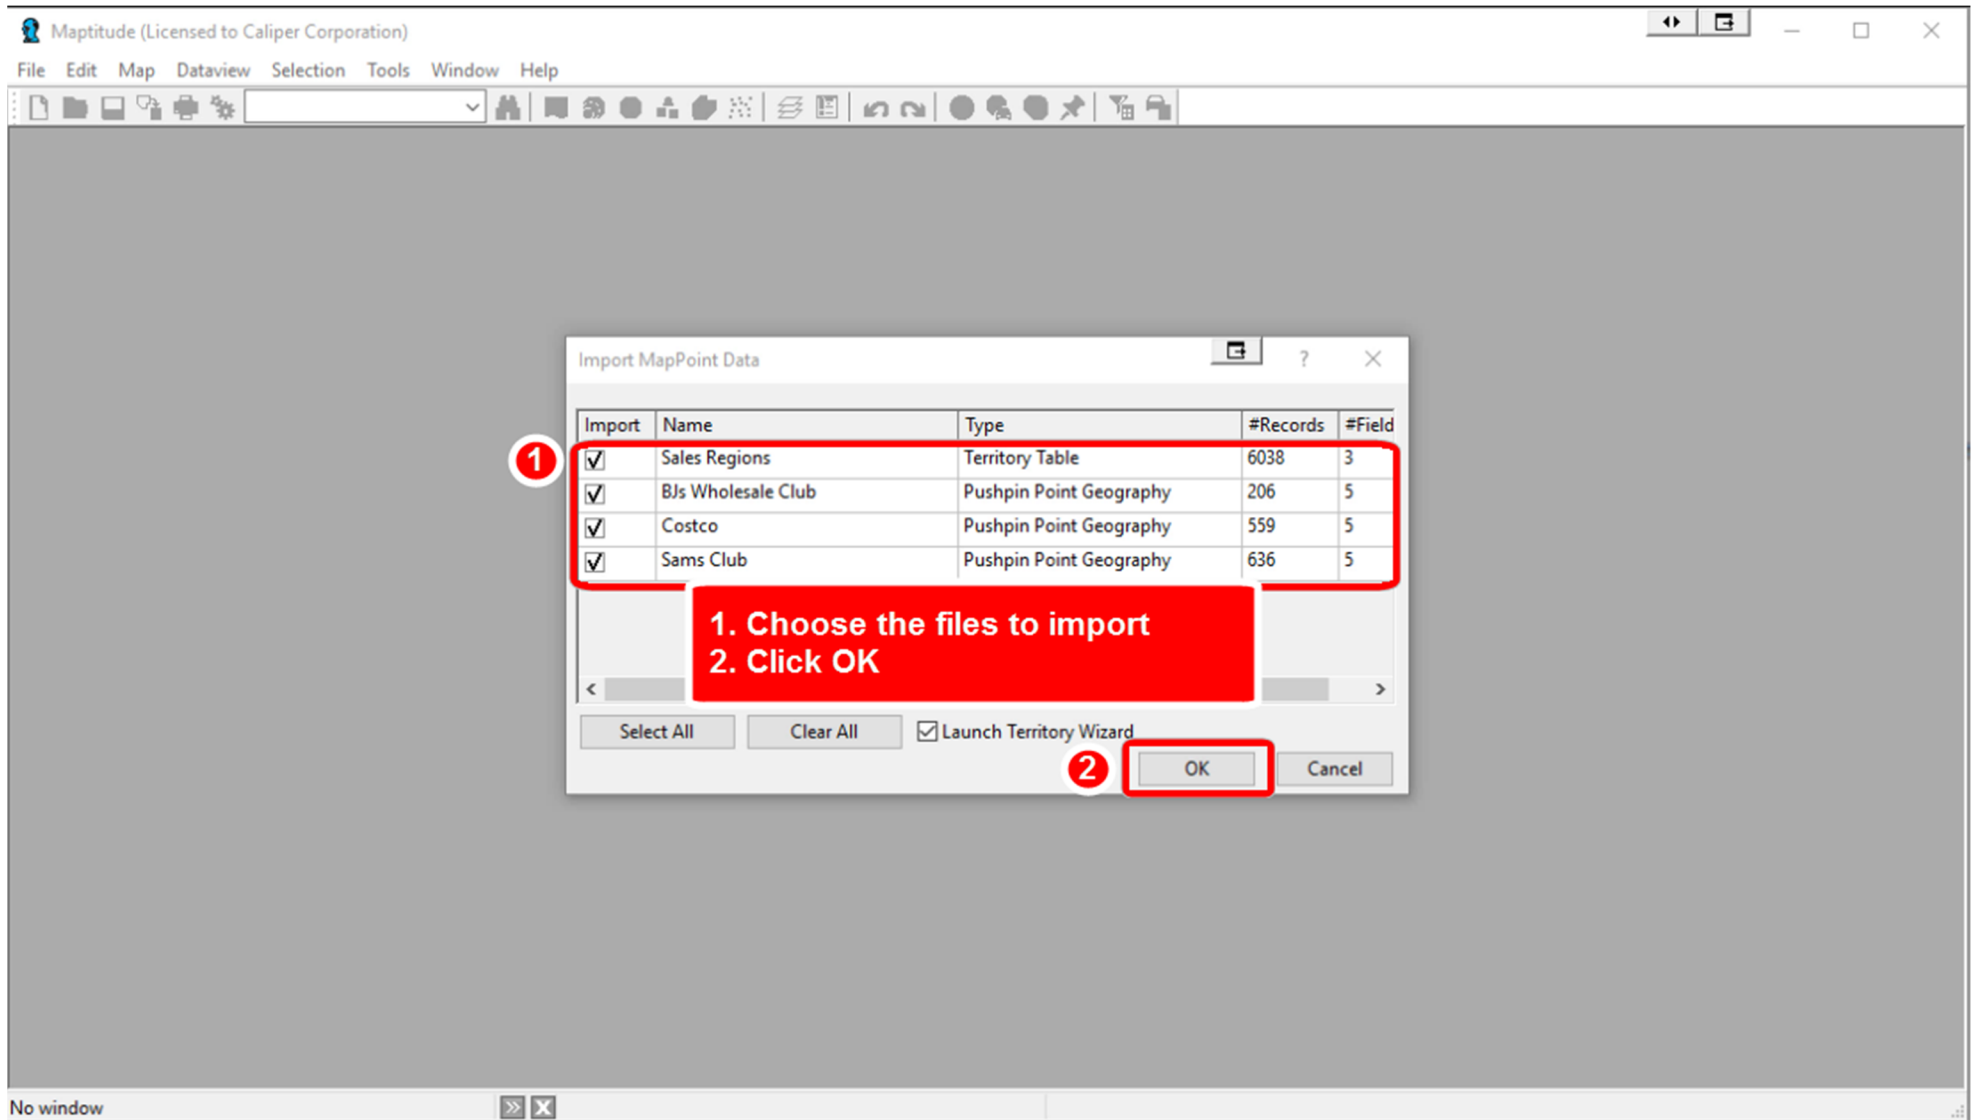 Maptitude (Licensed to Caliper Corporation)
File Edit Map Dataview Selection Tools Window Help
Import MapPoint Data
?
Import Name Type #Records #Field
1
Sales Regions Territory Table 6038 3
BJs Wholesale Club Pushpin Point Geography 206 5
Costco Pushpin Point Geography 559 5
Sams Club Pushpin Point Geography 636 5
1. Choose the files to import
2. Click OK
Select All Clear All Launch Territory Wizard
2 OK Cancel
No window